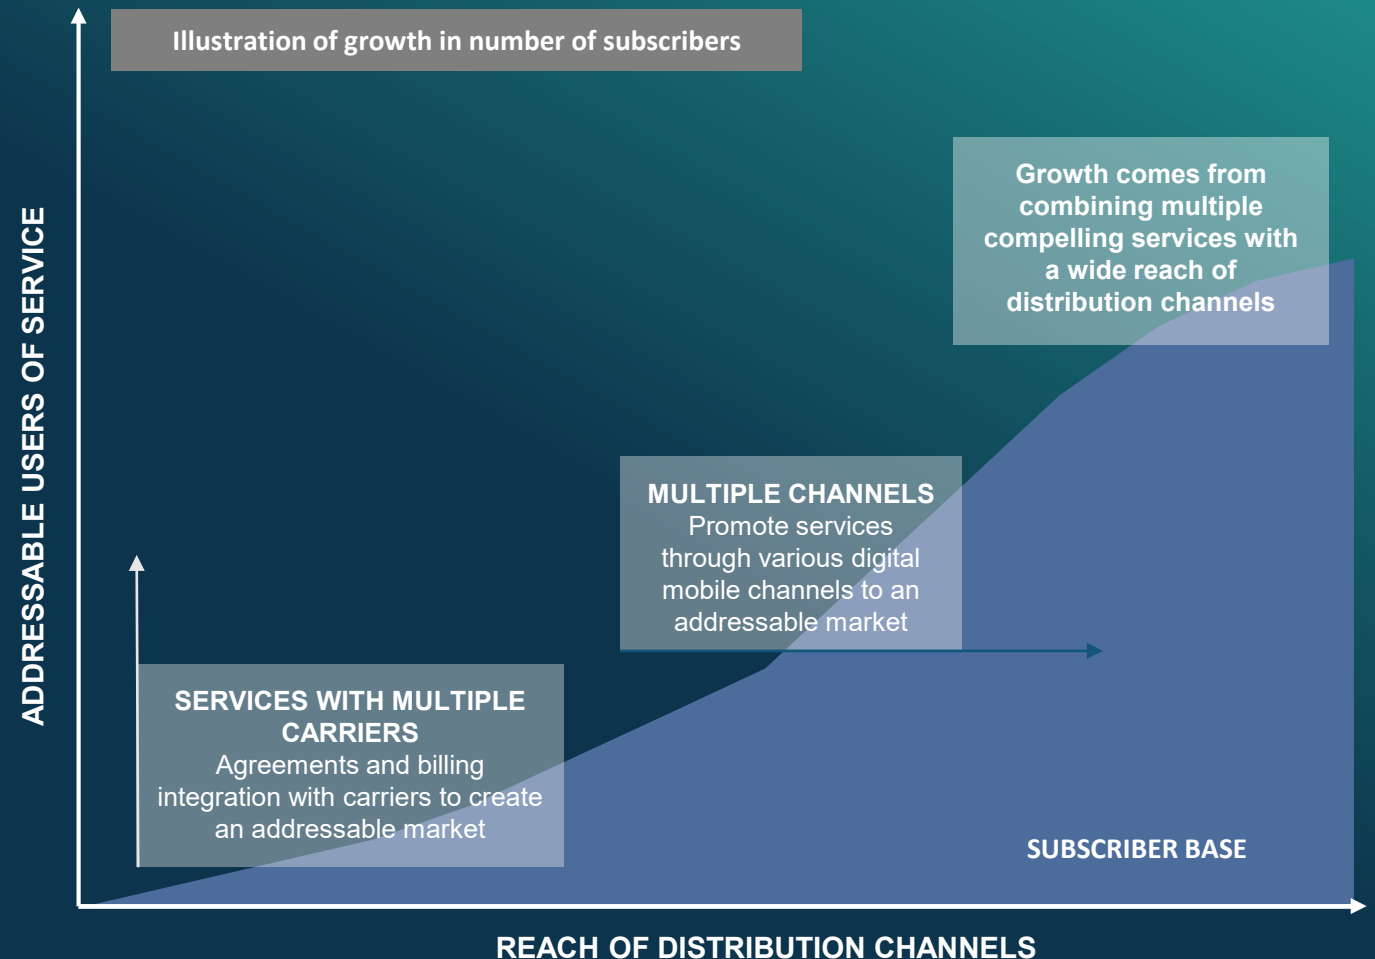 Illustration of growth in number of subscribers
Growth comes from
combining multiple
compelling services with
a wide reach of
distribution channels
ADDRESSABLE USERS OF SERVICE
MULTIPLE CHANNELS
Promote services
through various digital
mobile channels to an
addressable market
SERVICES WITH MULTIPLE
CARRIERS
Agreements and billing
integration with carriers to create
an addressable market
SUBSCRIBER BASE
REACH OF DISTRIBUTION CHANNELS